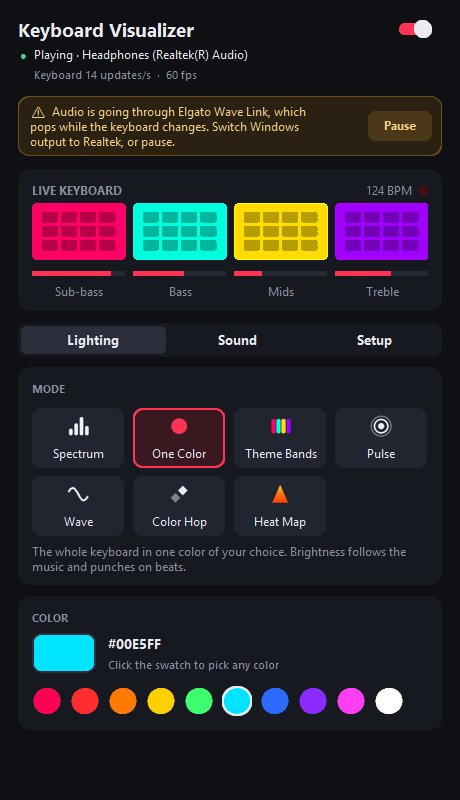 Keyboard Visualizer
Playing · Headphones (Realtek(R) Audio)
Keyboard 14 updates/s · 60 fps
Audio is going through Elgato Wave Link, which
pops while the keyboard changes. Switch Windows
output to Realtek, or pause.
Pause
LIVE KEYBOARD
124 BPM
Sub-bass
Bass
Mids
Treble
Lighting
Sound
Setup
MODE
Spectrum
One Color
Theme Bands
Pulse
Wave
Color Hop
Heat Map
The whole keyboard in one color of your choice. Brightness follows the
music and punches on beats.
COLOR
#00E5FF
Click the swatch to pick any color